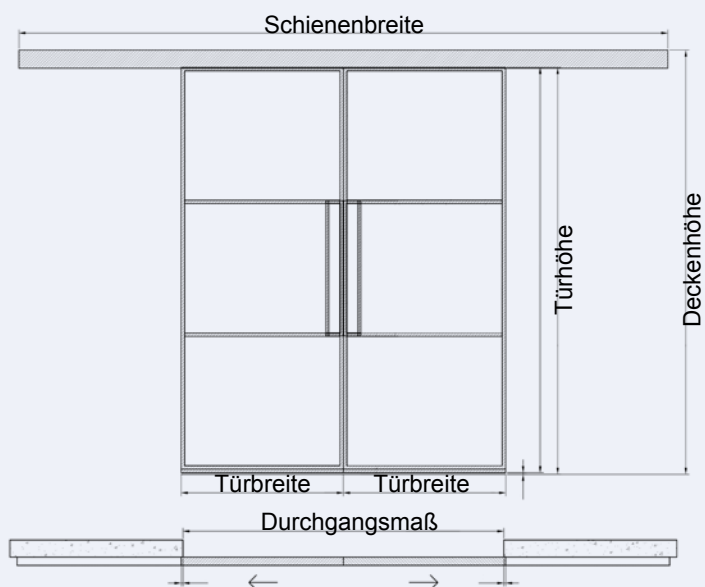 Schienenbreite
Türhöhe
Deckenhöhe
Türbreite Türbreite
Durchgangsmaß